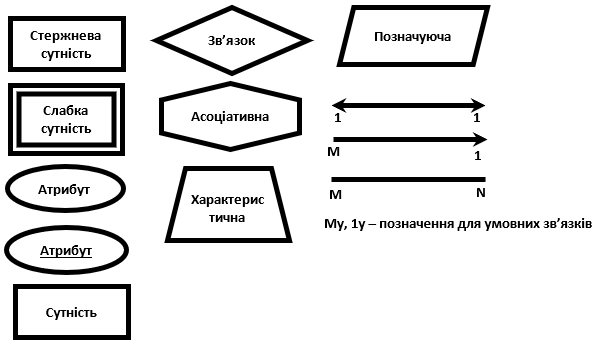 Стержнева
сутність
Зв’язок
Позначуюча
Слабка
сутність
Асоціативна
1 1
М
1
Атрибут
Характерис
тична
М N
Му, 1у – позначення для умовних зв’язків
Атрибут
Сутність